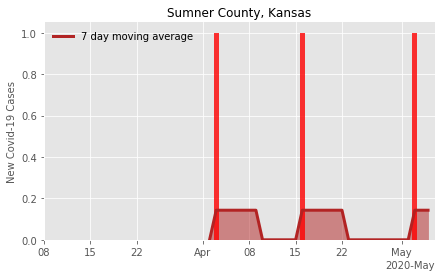 Sumner County, Kansas
7 day moving average
New Covid-19 Cases
1.0
0.8
0.6
0.4
0.2
0.0
08 15 22 Apr 08 15 22 May
2020-May